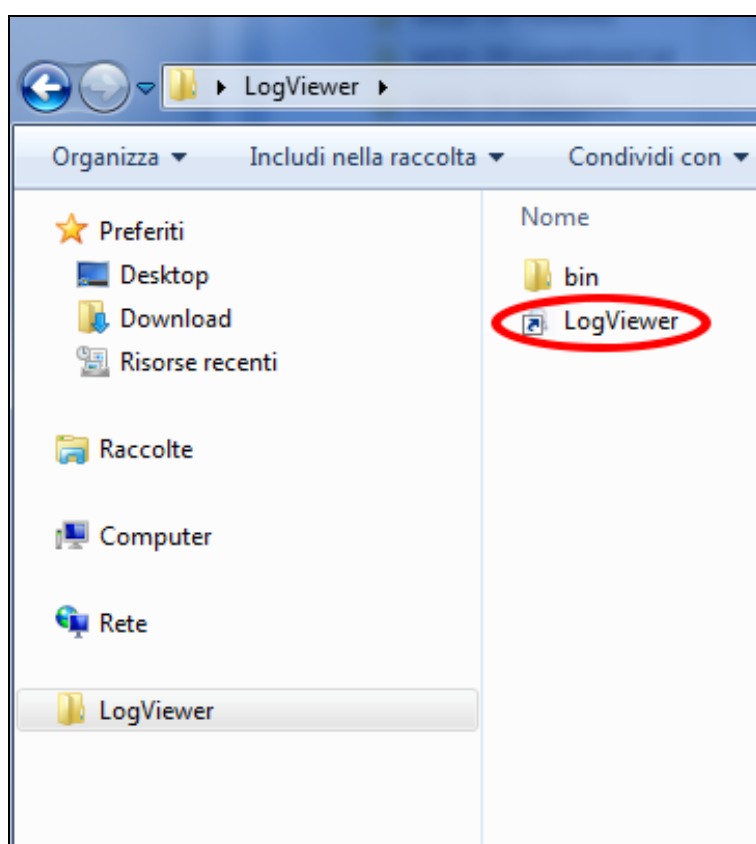 LogViewer
Organizza Includi nella raccolta Condividi con
Preferiti
Desktop
Download
Risorse recenti
Raccolte
Computer
Rete
LogViewer
Nome
bin
LogViewer